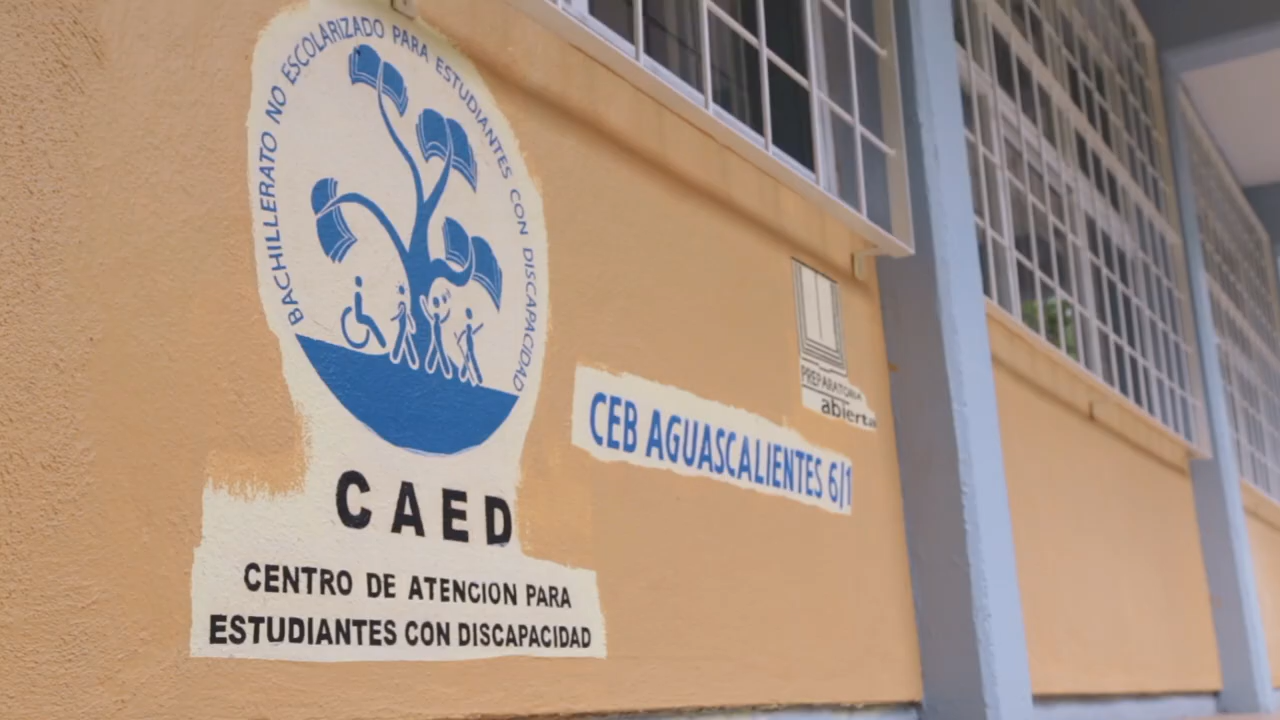 BACHILLERATO NO ESCOLARIZADO PARA ESTUDIANTES CON DISCAPACIDAD
CAED
CENTRO DE ATENCION PARA
ESTUDIANTES CON DISCAPACIDAD
CEB AGUASCALIENTES 6/1
PREPARATORIA
abierta